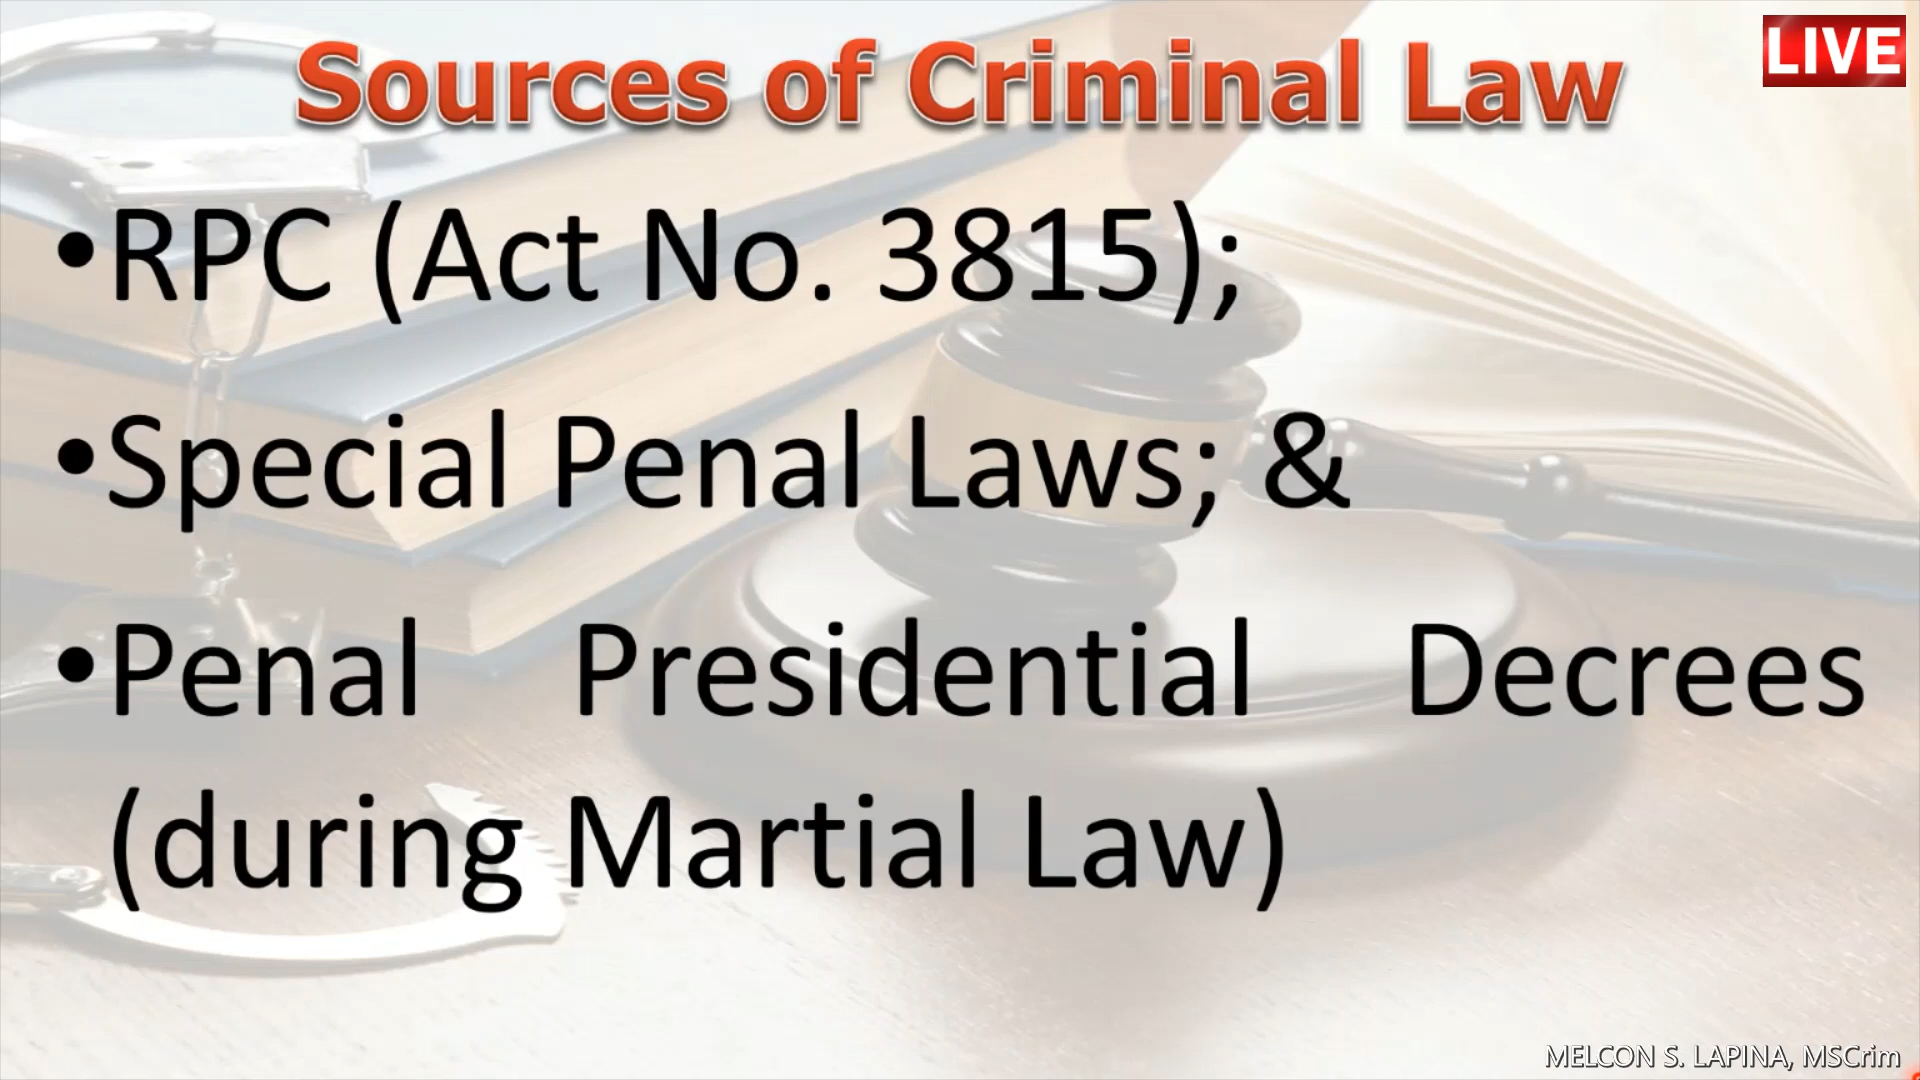 Sources of Criminal Law
LIVE
•RPC (Act No. 3815);
•Special Penal Laws; &
•Penal Presidential Decrees
(during Martial Law)
MELCON S. LAPINA, MSCrim